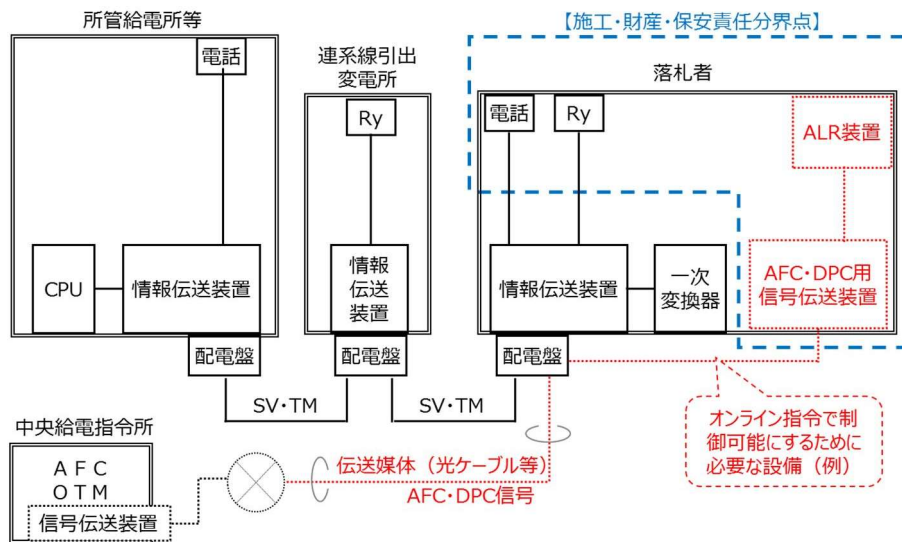 所管給電所等
電話
CPU
情報伝送装置
配電盤
連系線引出
変電所
Ry
情報
伝送
装置
配電盤
【施工・財産・保安責任分界点】
落札者
電話
Ry
ALR装置
情報伝送装置
一次
変換器
AFC・DPC用
信号伝送装置
配電盤
SV・TM
SV・TM
オンライン指令で制
御可能にするために
必要な設備（例）
中央給電指令所
ＡＦＣ
ＯＴＭ
信号伝送装置
伝送媒体（光ケーブル等）
AFC・DPC信号